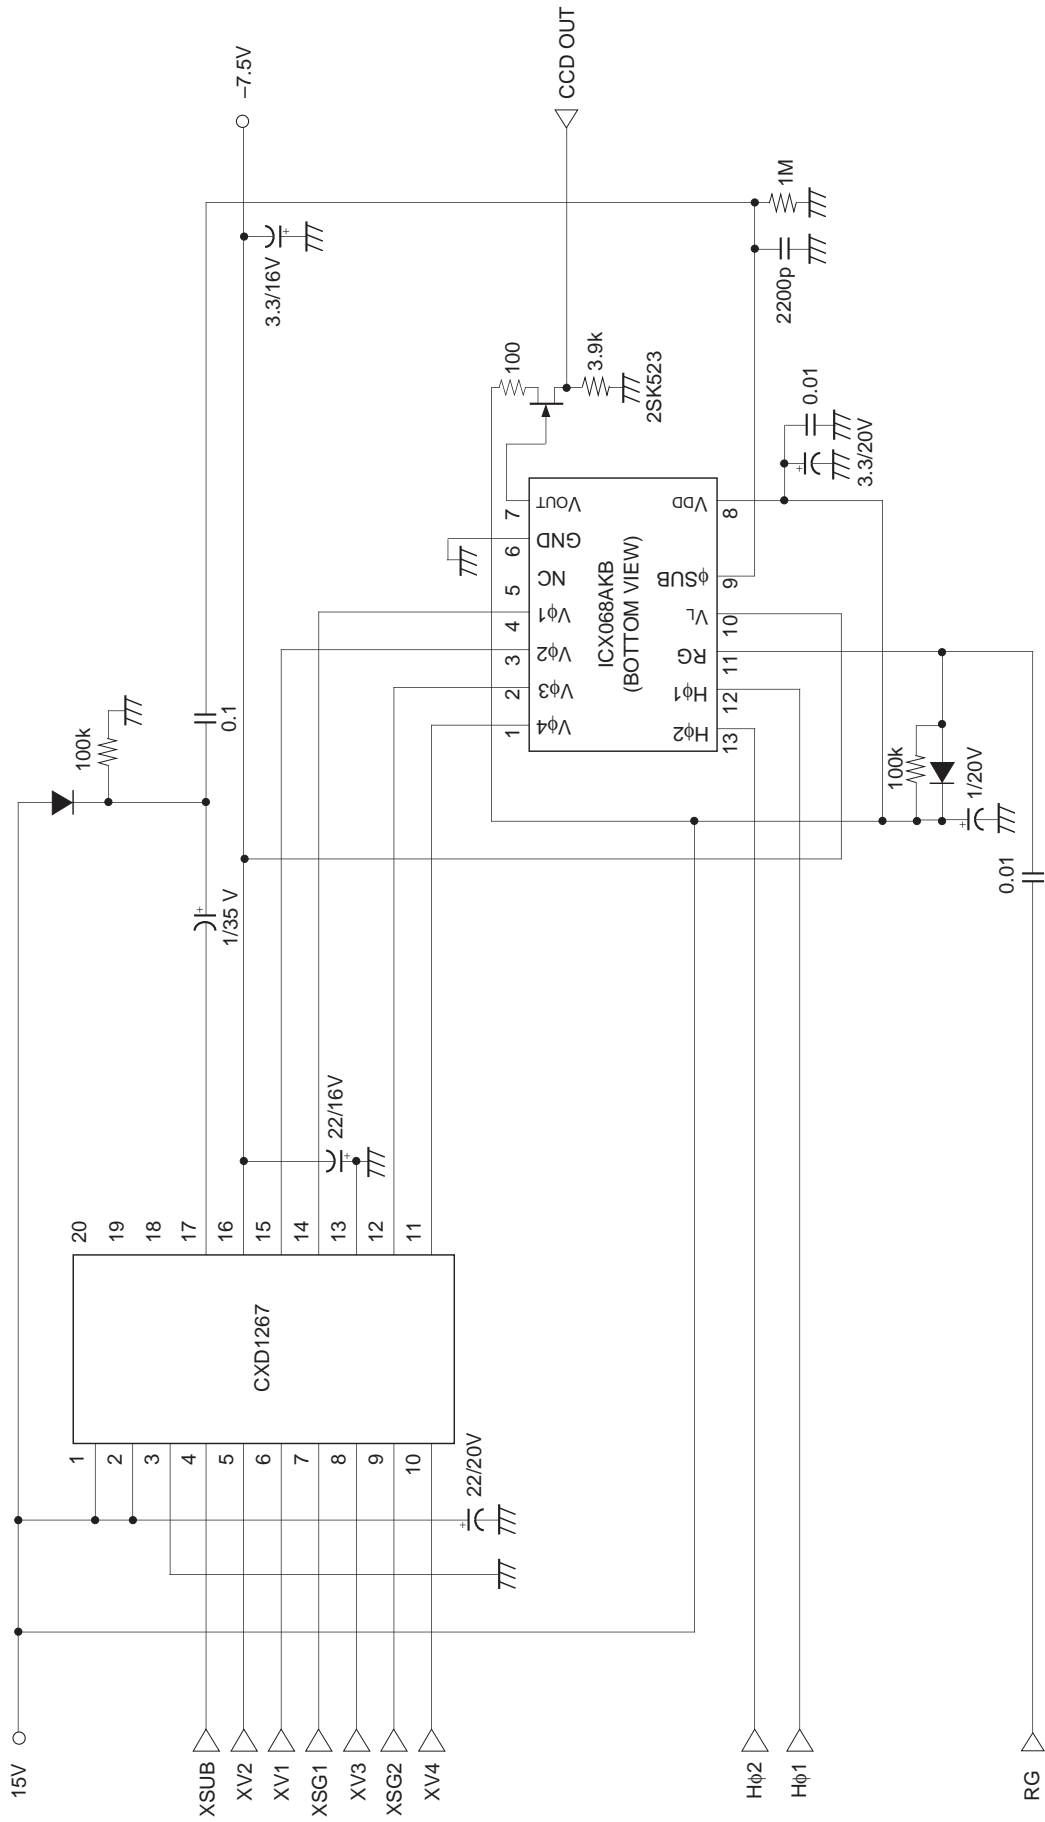 15V
XSUB
XV2
XV1
XSG1
XV3
XSG2
XV4
Hφ2
Hφ1
RG
22/20V
1
2
3
4
5
6
7
8
9
10
CXD1267
20
19
18
17
16
15
14
13
12
11
22/16V
+
+
1/35 V
+
100k
0.1
–7.5V
3.3/16V
+
CCD OUT
100
3.9k
2SK523
ICX068AKB
(BOTTOM VIEW)
1
2
3
4
5
6
7
Vφ4
Vφ3
Vφ2
Vφ1
NC
GND
VOUT
13
12
11
10
9
8
Hφ2
Hφ1
RG
VL
φSUB
VDD
1M
2200p
0.01
3.3/20V
+
100k
1/20V
+
0.01